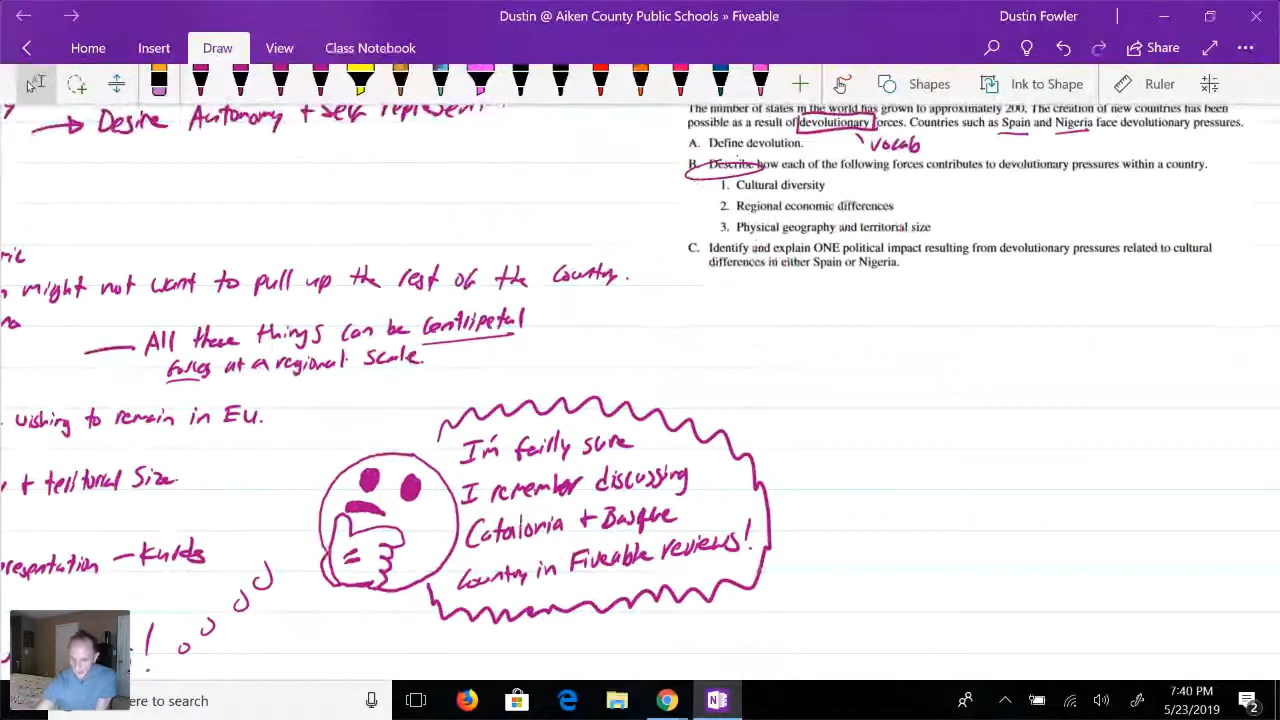 Dustin @ Aiken County Public Schools » Fiveable
Dustin Fowler
Home Insert Draw View Class Notebook
Share
Shapes
Ink to Shape
Ruler
Desire Autonomy + self
The number of states in the world has grown to approximately 200. The creation of new countries has been
possible as a result of devolutionary forces. Countries such as Spain and Nigeria face devolutionary pressures.
vocab
A. Define devolution.
B. Describe how each of the following forces contributes to devolutionary pressures within a country.
1. Cultural diversity
2. Regional economic differences
3. Physical geography and territorial size
C. Identify and explain ONE political impact resulting from devolutionary pressures related to cultural
differences in either Spain or Nigeria.
might not want to pull up the rest of the Country.
— All these things can be centripetal
forces at a regional scale.
wishing to remain in EU.
+ territorial Size
— Kurds
!
I'm fairly sure
I remember discussing
Catalonia + Basque
Country in Fiveable reviews!
here to search
7:40 PM
5/23/2019
2